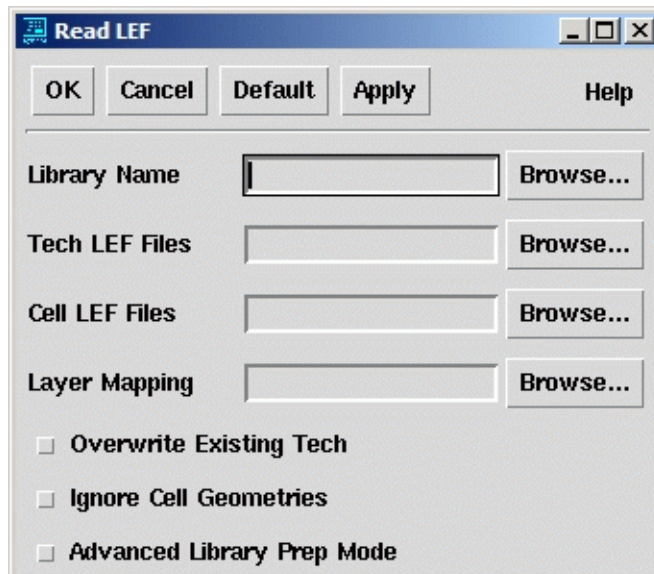 Read LEF
OK Cancel Default Apply Help
Library Name Browse...
Tech LEF Files Browse...
Cell LEF Files Browse...
Layer Mapping Browse...
Overwrite Existing Tech
Ignore Cell Geometries
Advanced Library Prep Mode